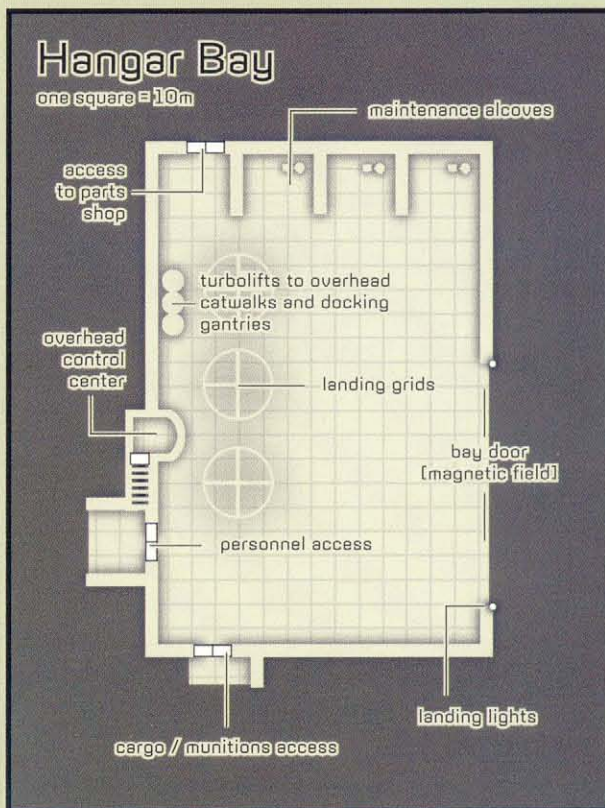 Hangar Bay
one square = 10m
maintenance alcoves
access
to parts
shop
turbolifts to overhead
catwalks and docking
gantries
overhead
control
center
landing grids
bay door
[magnetic field]
personnel access
landing lights
cargo / munitions access